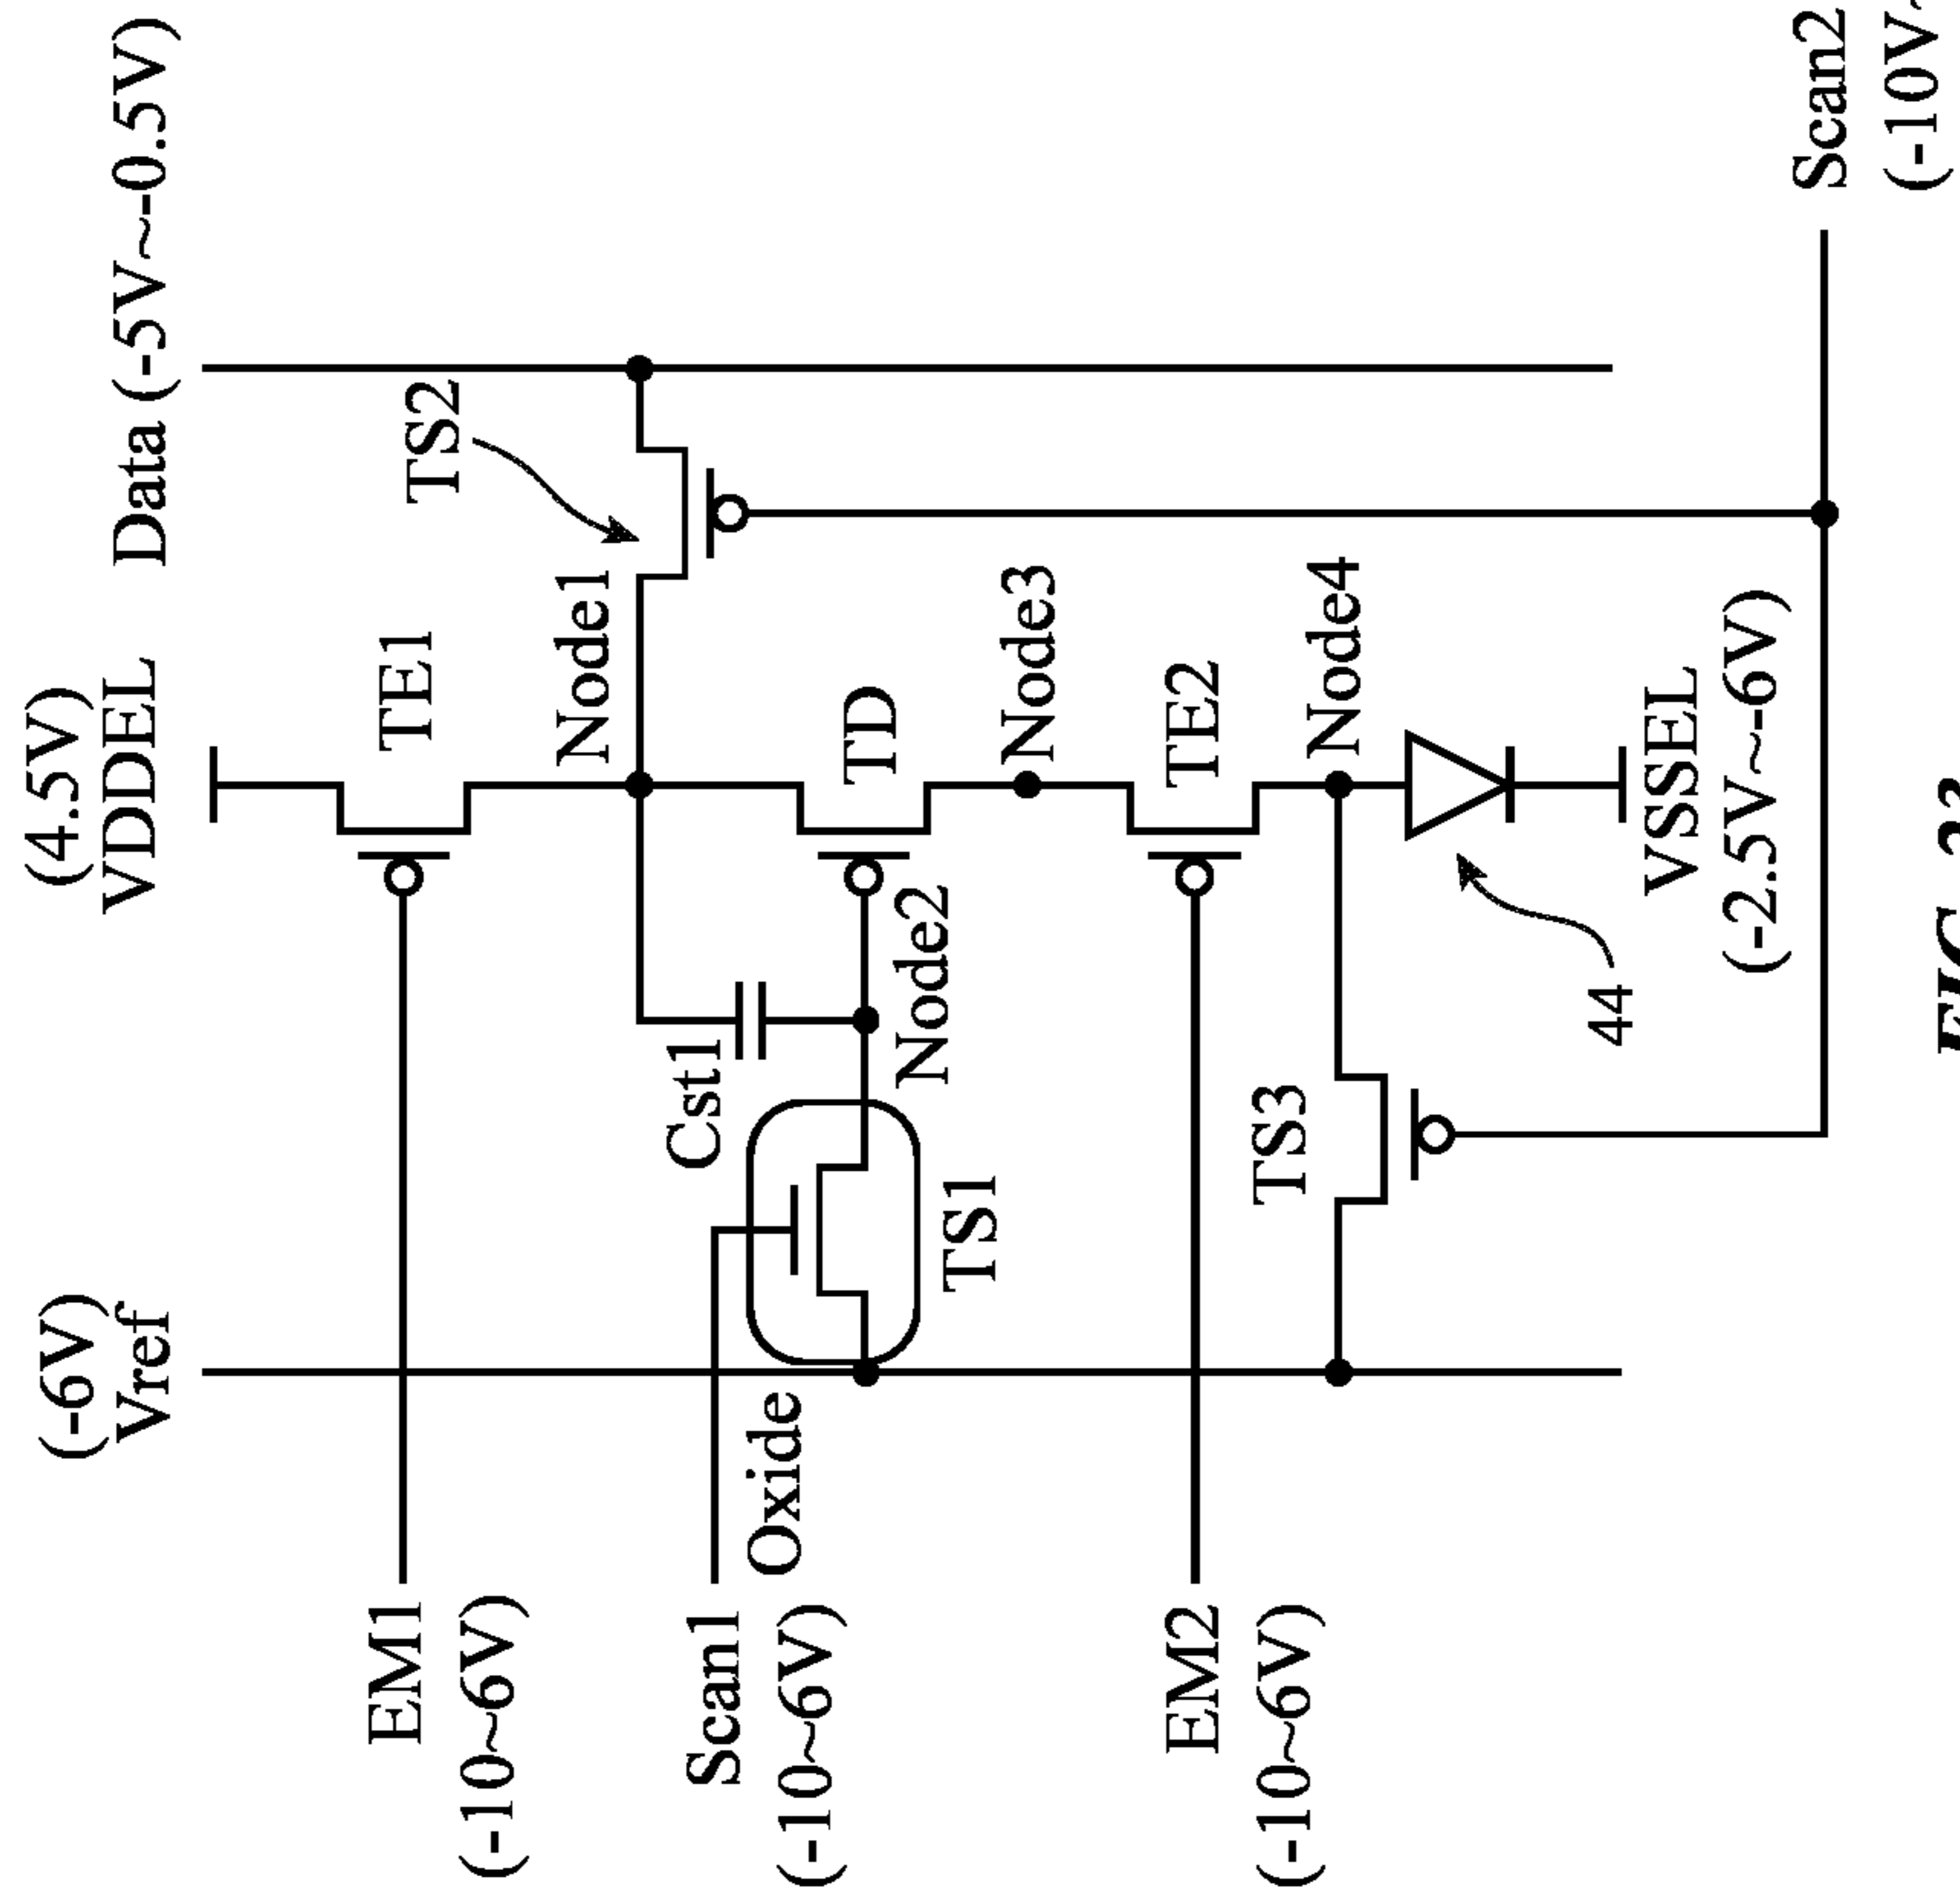 (-6V)
Vref
(4.5V)
VDDEL
Data (-5V~-0.5V)
EM1
(-10~6V)
TE1
TS2
Node1
Cst1
Scan1
(-10~6V)
Oxide
TS1
Node2
TD
Node3
EM2
(-10~6V)
TE2
TS3
Node4
44
VSSEL
(-2.5V~-6V)
Scan2
(-10V